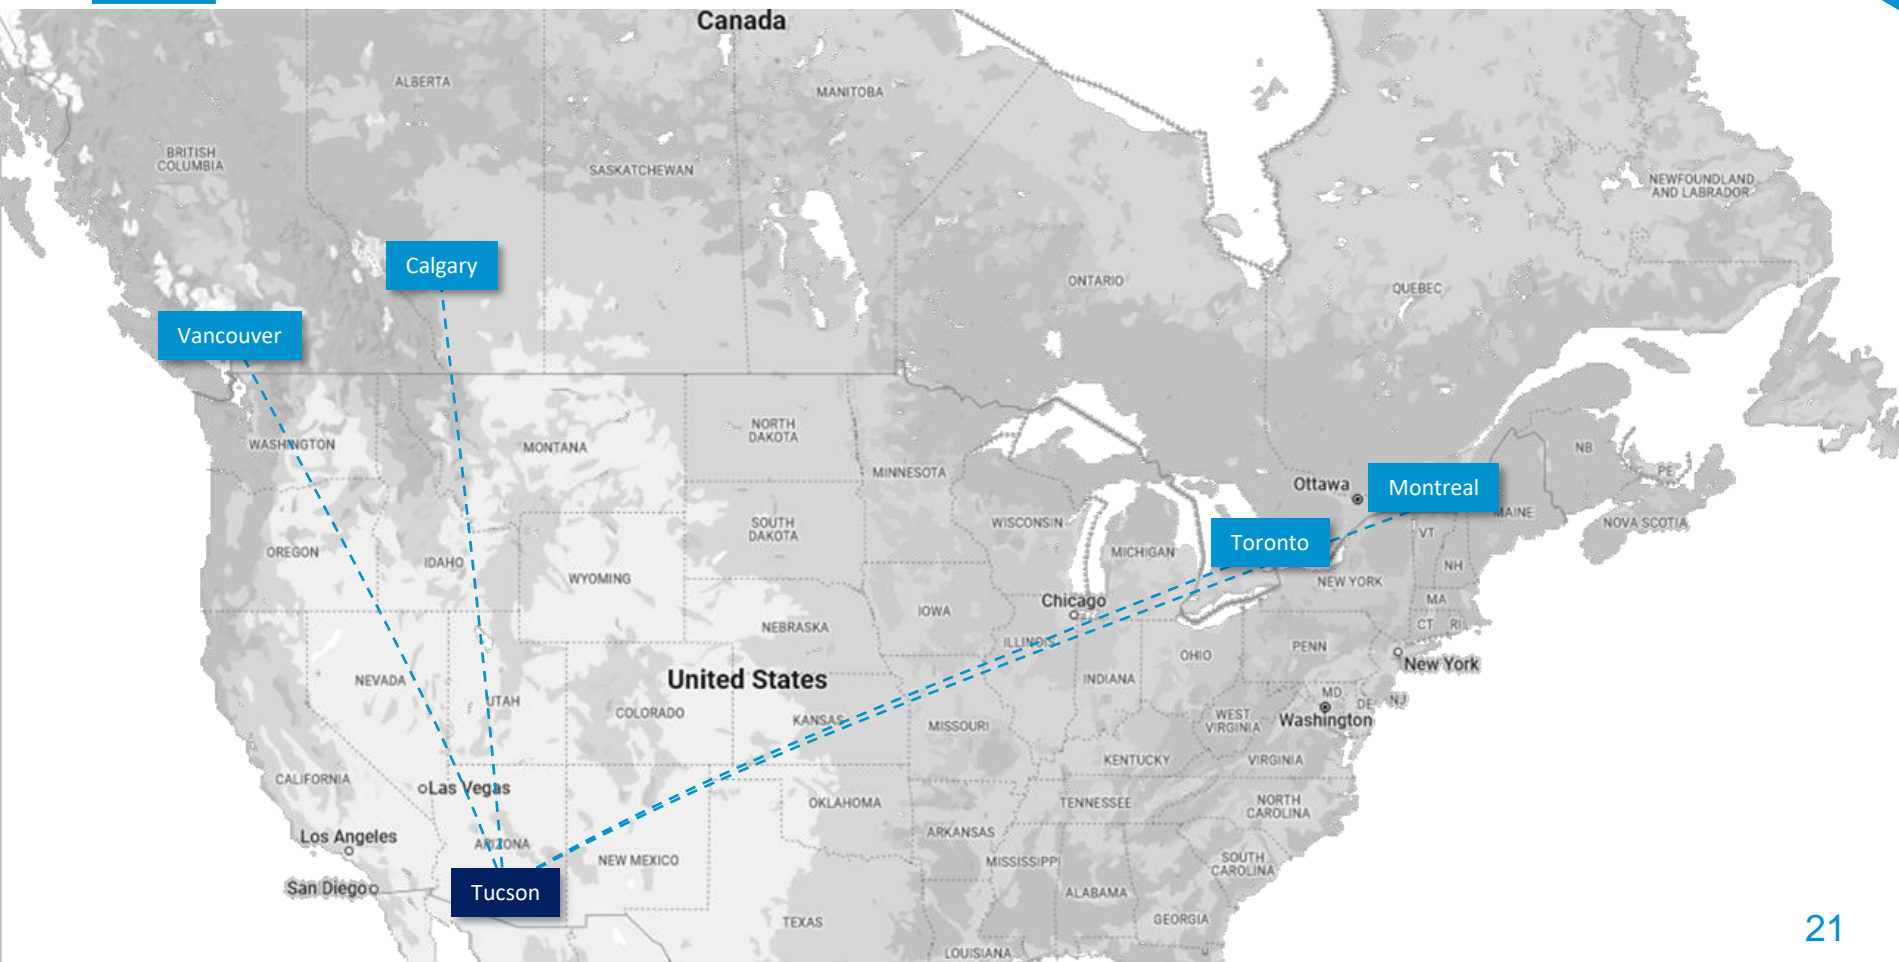 Canada
ALBERTA
MANITOBA
BRITISH
COLUMBIA
SASKATCHEWAN
NEWFOUNDLAND
AND LABRADOR
Calgary
ONTARIO
QUEBEC
Vancouver
WASHINGTON
MONTANA
NORTH
DAKOTA
MINNESOTA
NB
PE
Ottawa
Montreal
MAINE
NOVA SCOTIA
OREGON
IDAHO
WYOMING
SOUTH
DAKOTA
WISCONSIN
MICHIGAN
Toronto
VT
NH
NEW YORK
MA
CT
RI
IOWA
Chicago
NEBRASKA
ILLINOIS
OHIO
PENN
New York
NEVADA
UTAH
United States
COLORADO
KANSAS
MISSOURI
INDIANA
WEST
VIRGINIA
MD
DE
NJ
Washington
KENTUCKY
VIRGINIA
CALIFORNIA
Las Vegas
OKLAHOMA
TENNESSEE
NORTH
CAROLINA
Los Angeles
ARIZONA
NEW MEXICO
ARKANSAS
MISSISSIPPI
SOUTH
CAROLINA
San Diego
Tucson
TEXAS
ALABAMA
GEORGIA
LOUISIANA
21